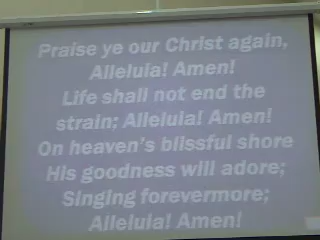 Praise ye our Christ again,
Alleluia! Amen!
Life shall not end the
strain; Alleluia! Amen!
On heaven's blissful shore
His goodness will adore;
Singing forevermore;
Alleluia! Amen!